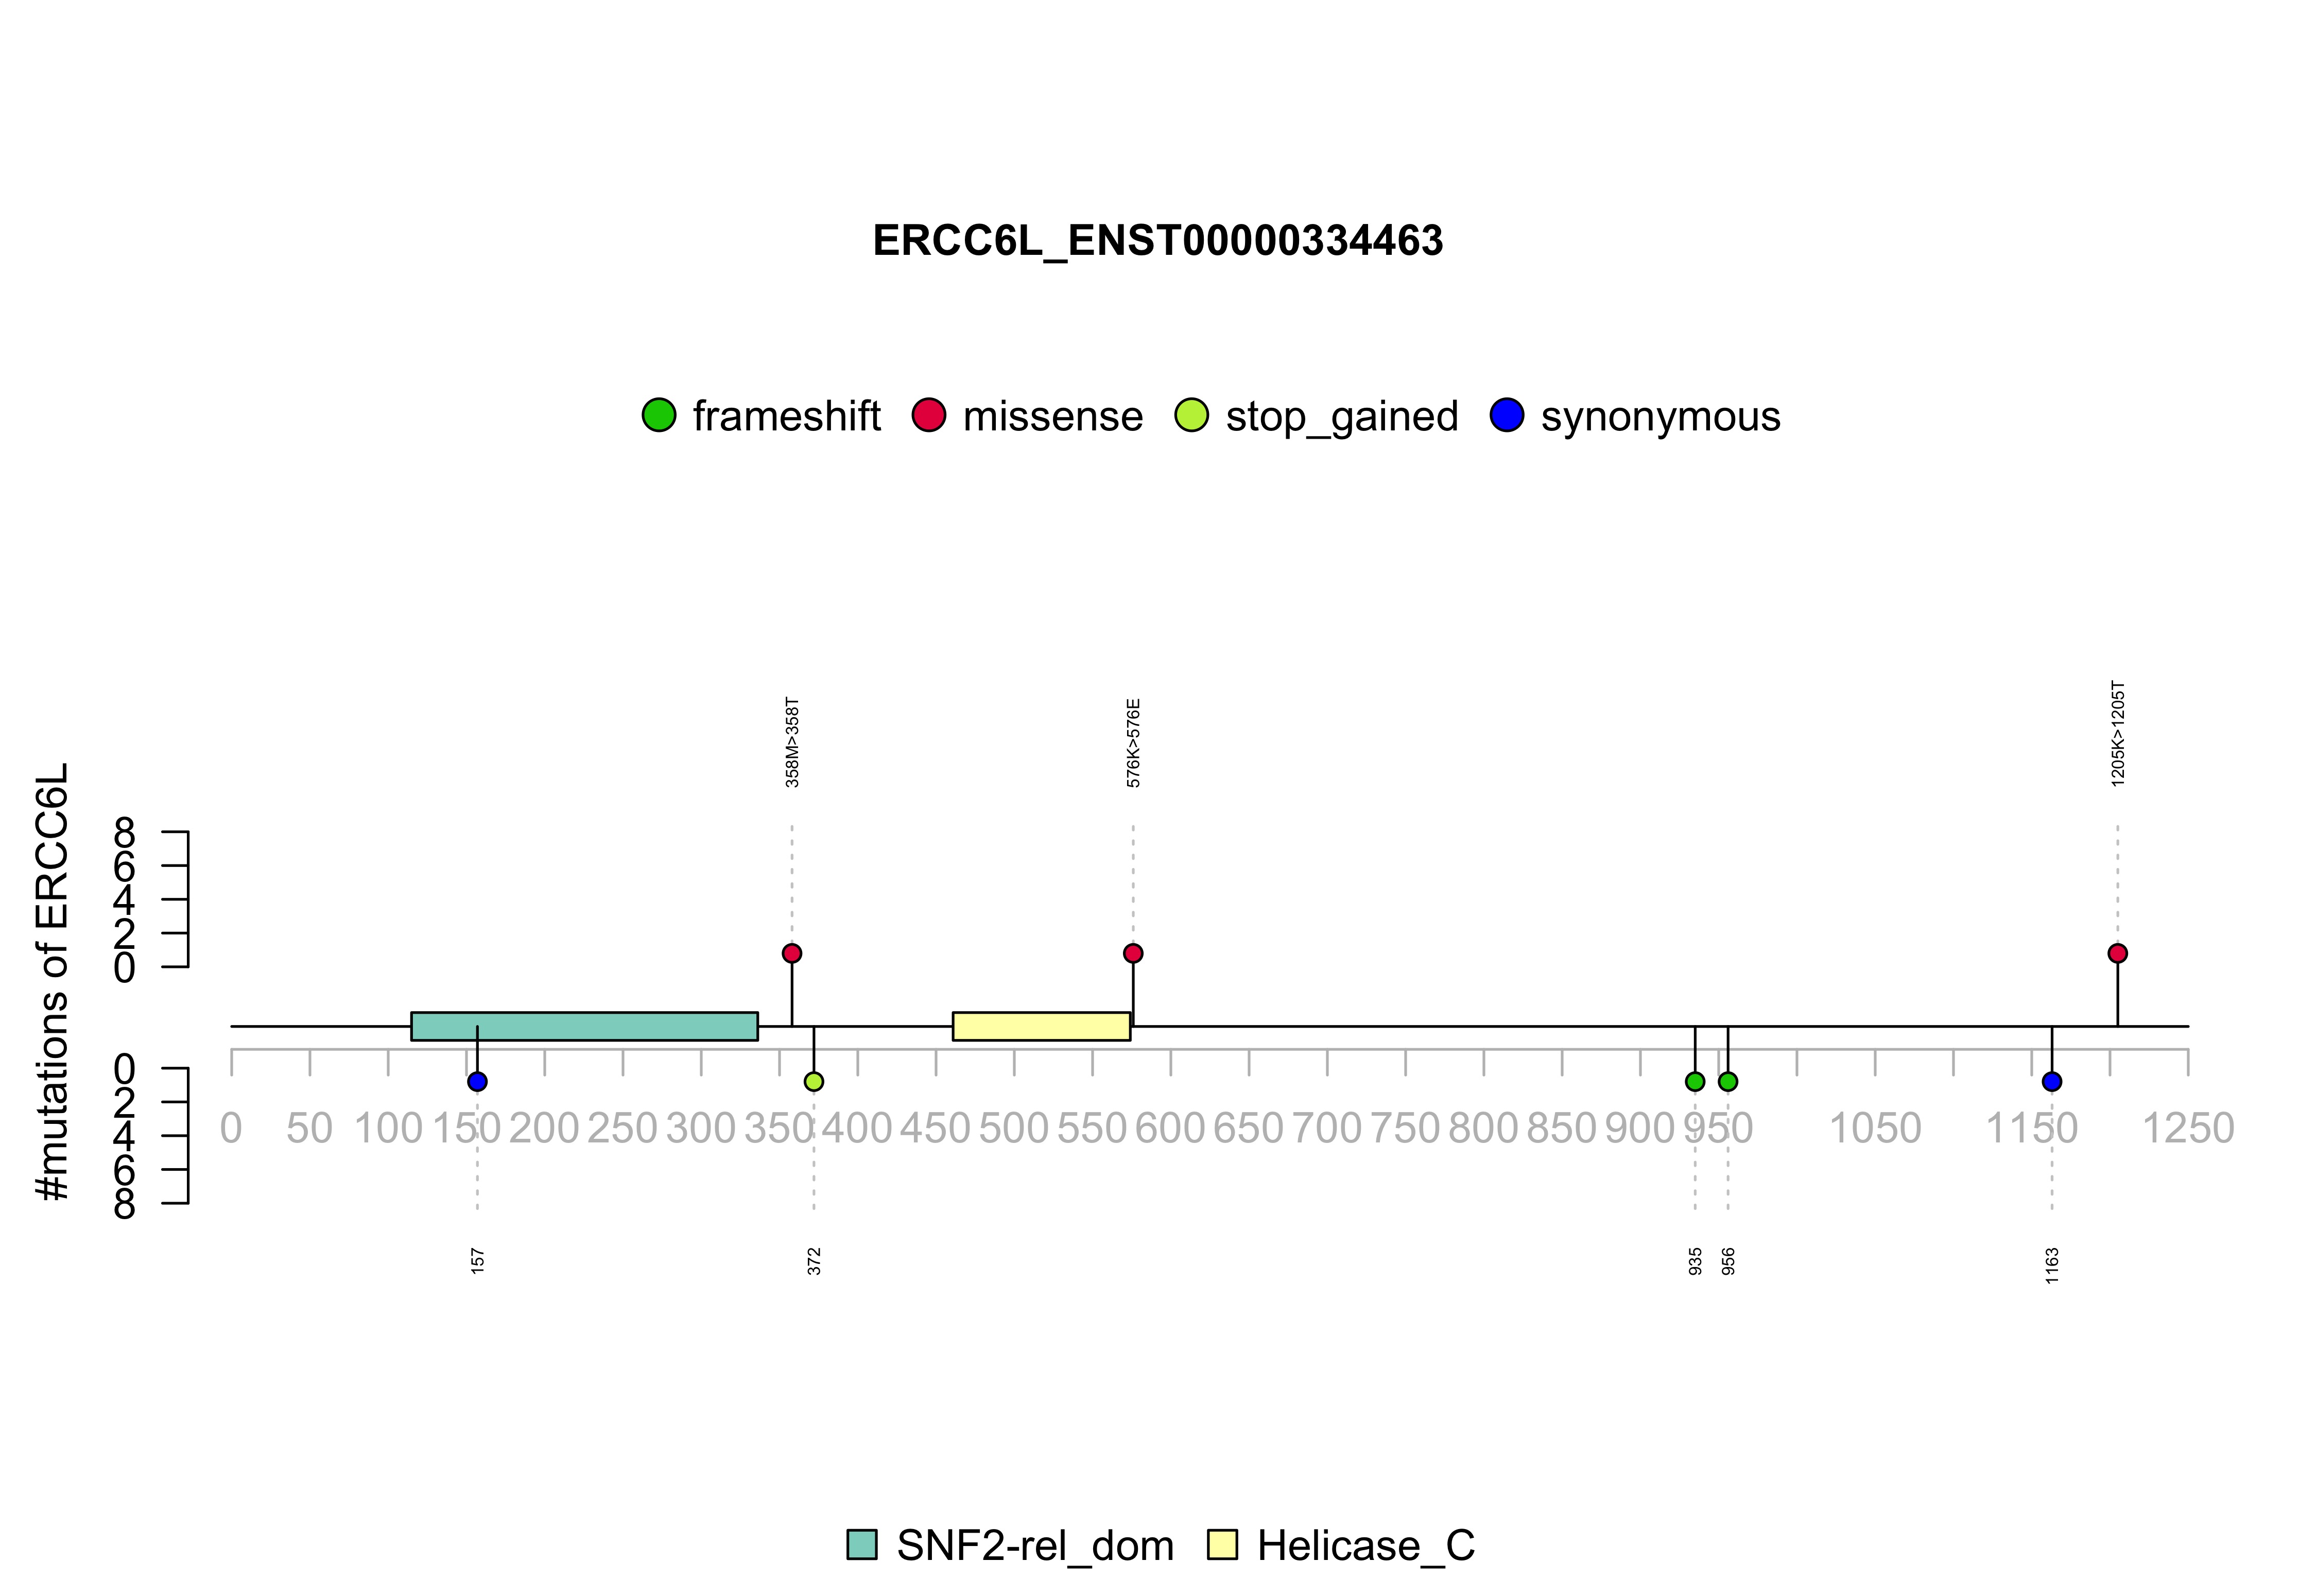 ERCC6L_ENST00000334463
frameshift missense stop_gained synonymous
358M>358T 576K>576E 1205K>1205T
#mutations of ERCC6L
8
6
4
2
0
0
2
4
6
8
0 50 100 150 200 250 300 350 400 450 500 550 600 650 700 750 800 850 900 950 1050 1150 1250
157 372 935 956 1163
SNF2-rel_dom Helicase_C